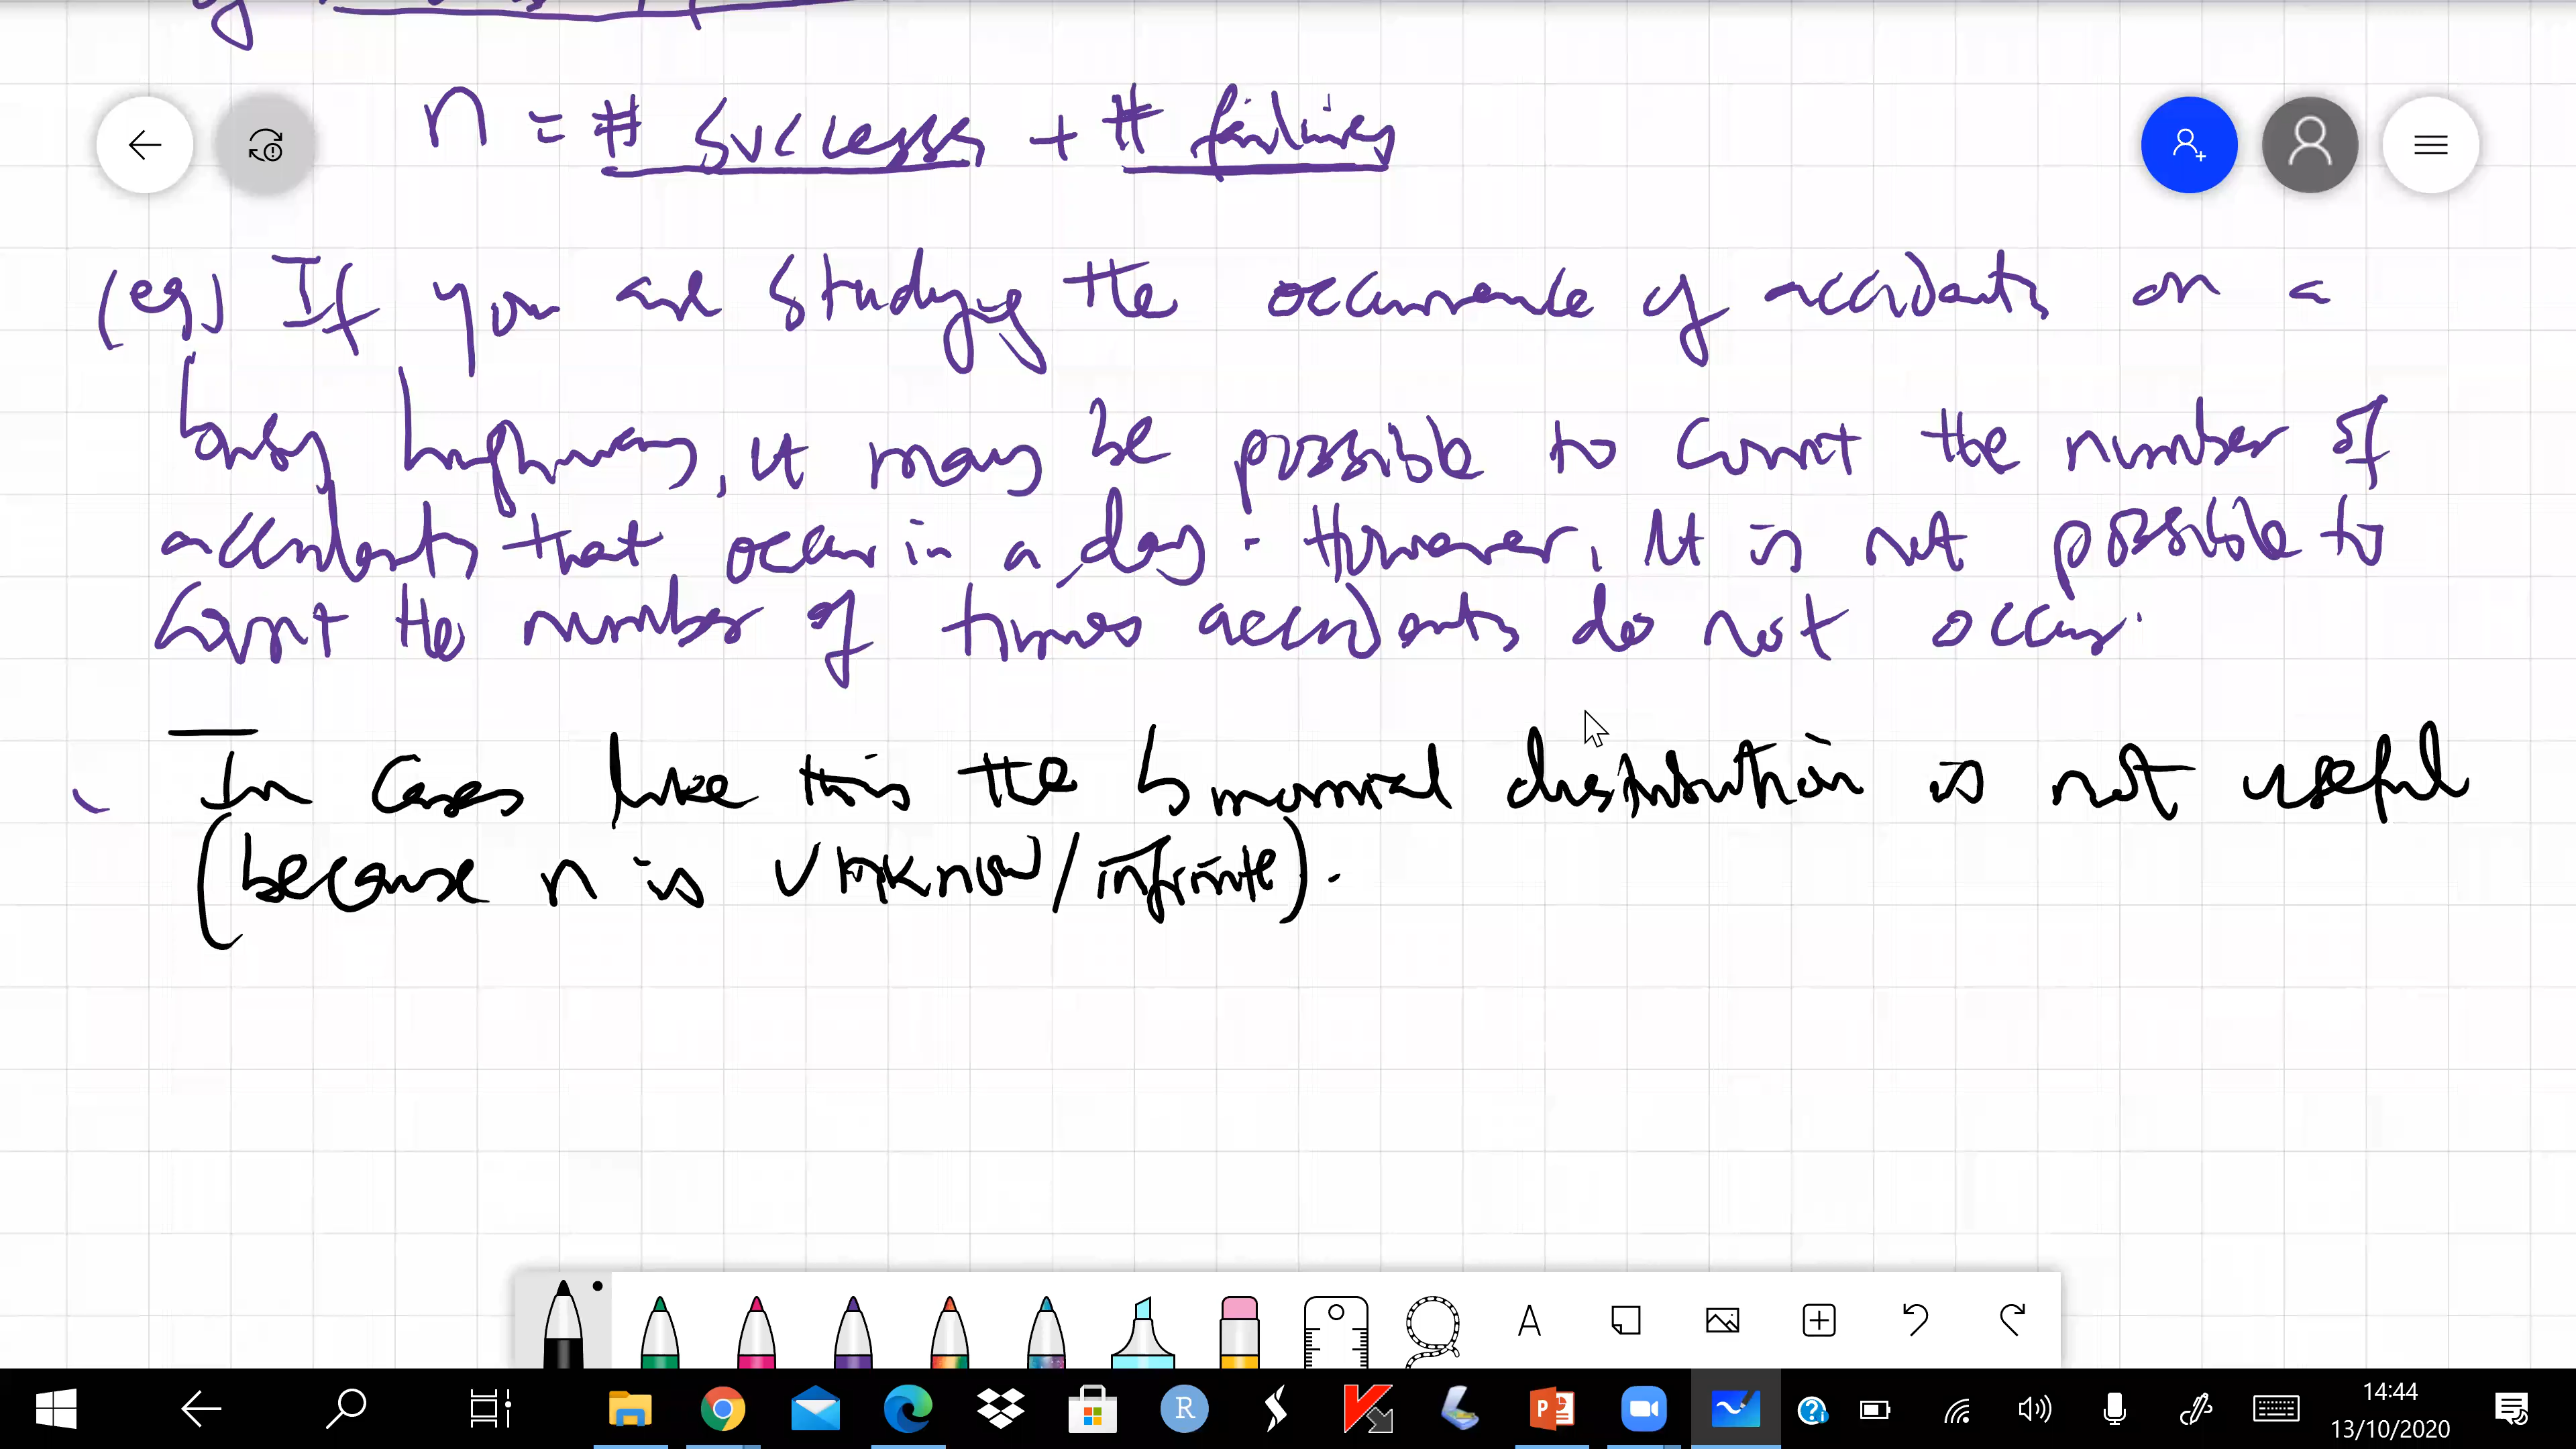 n = # successes + # failures
(eg) If you are studying the occurrence of accidents on a
busy highway, it may be possible to count the number of
accidents that occur in a day. However, it is not possible to
count the number of times accidents do not occur.
In cases like this the binomial distribution is not useful
(because n is unknown/infinite).
A
R
P
14:44
13/10/2020